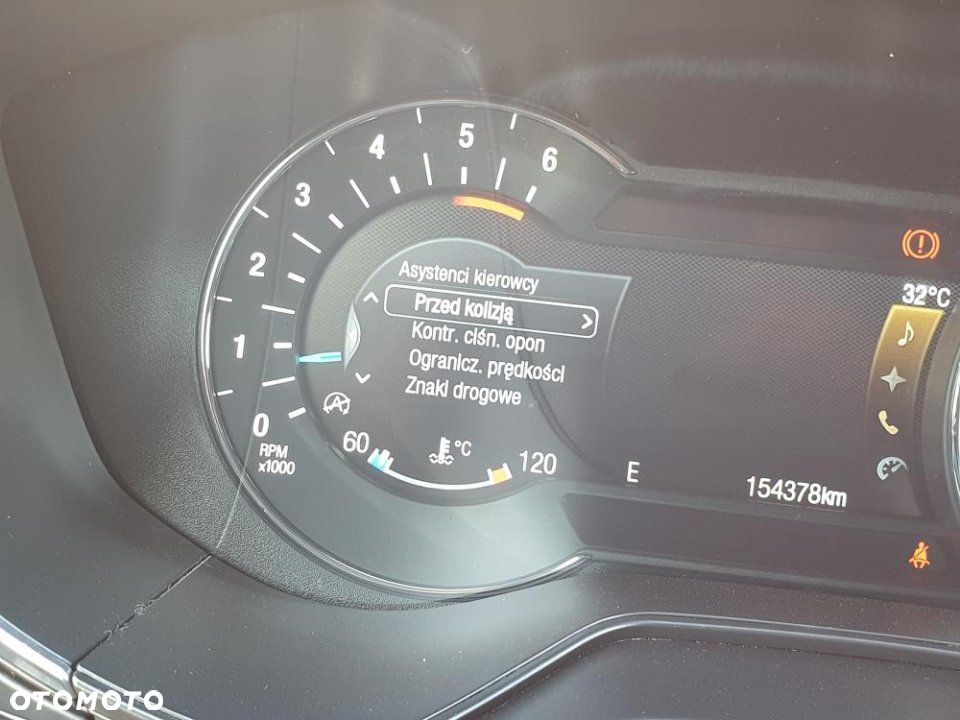 6
5
4
3
2
1
0
RPM
x1000
Asystenci kierowcy
Przed kolizją
Kontr. ciśn. opon
Ogranicz. prędkości
Znaki drogowe
A
60
°C
120
E
32°C
154378km
OTOMOTO